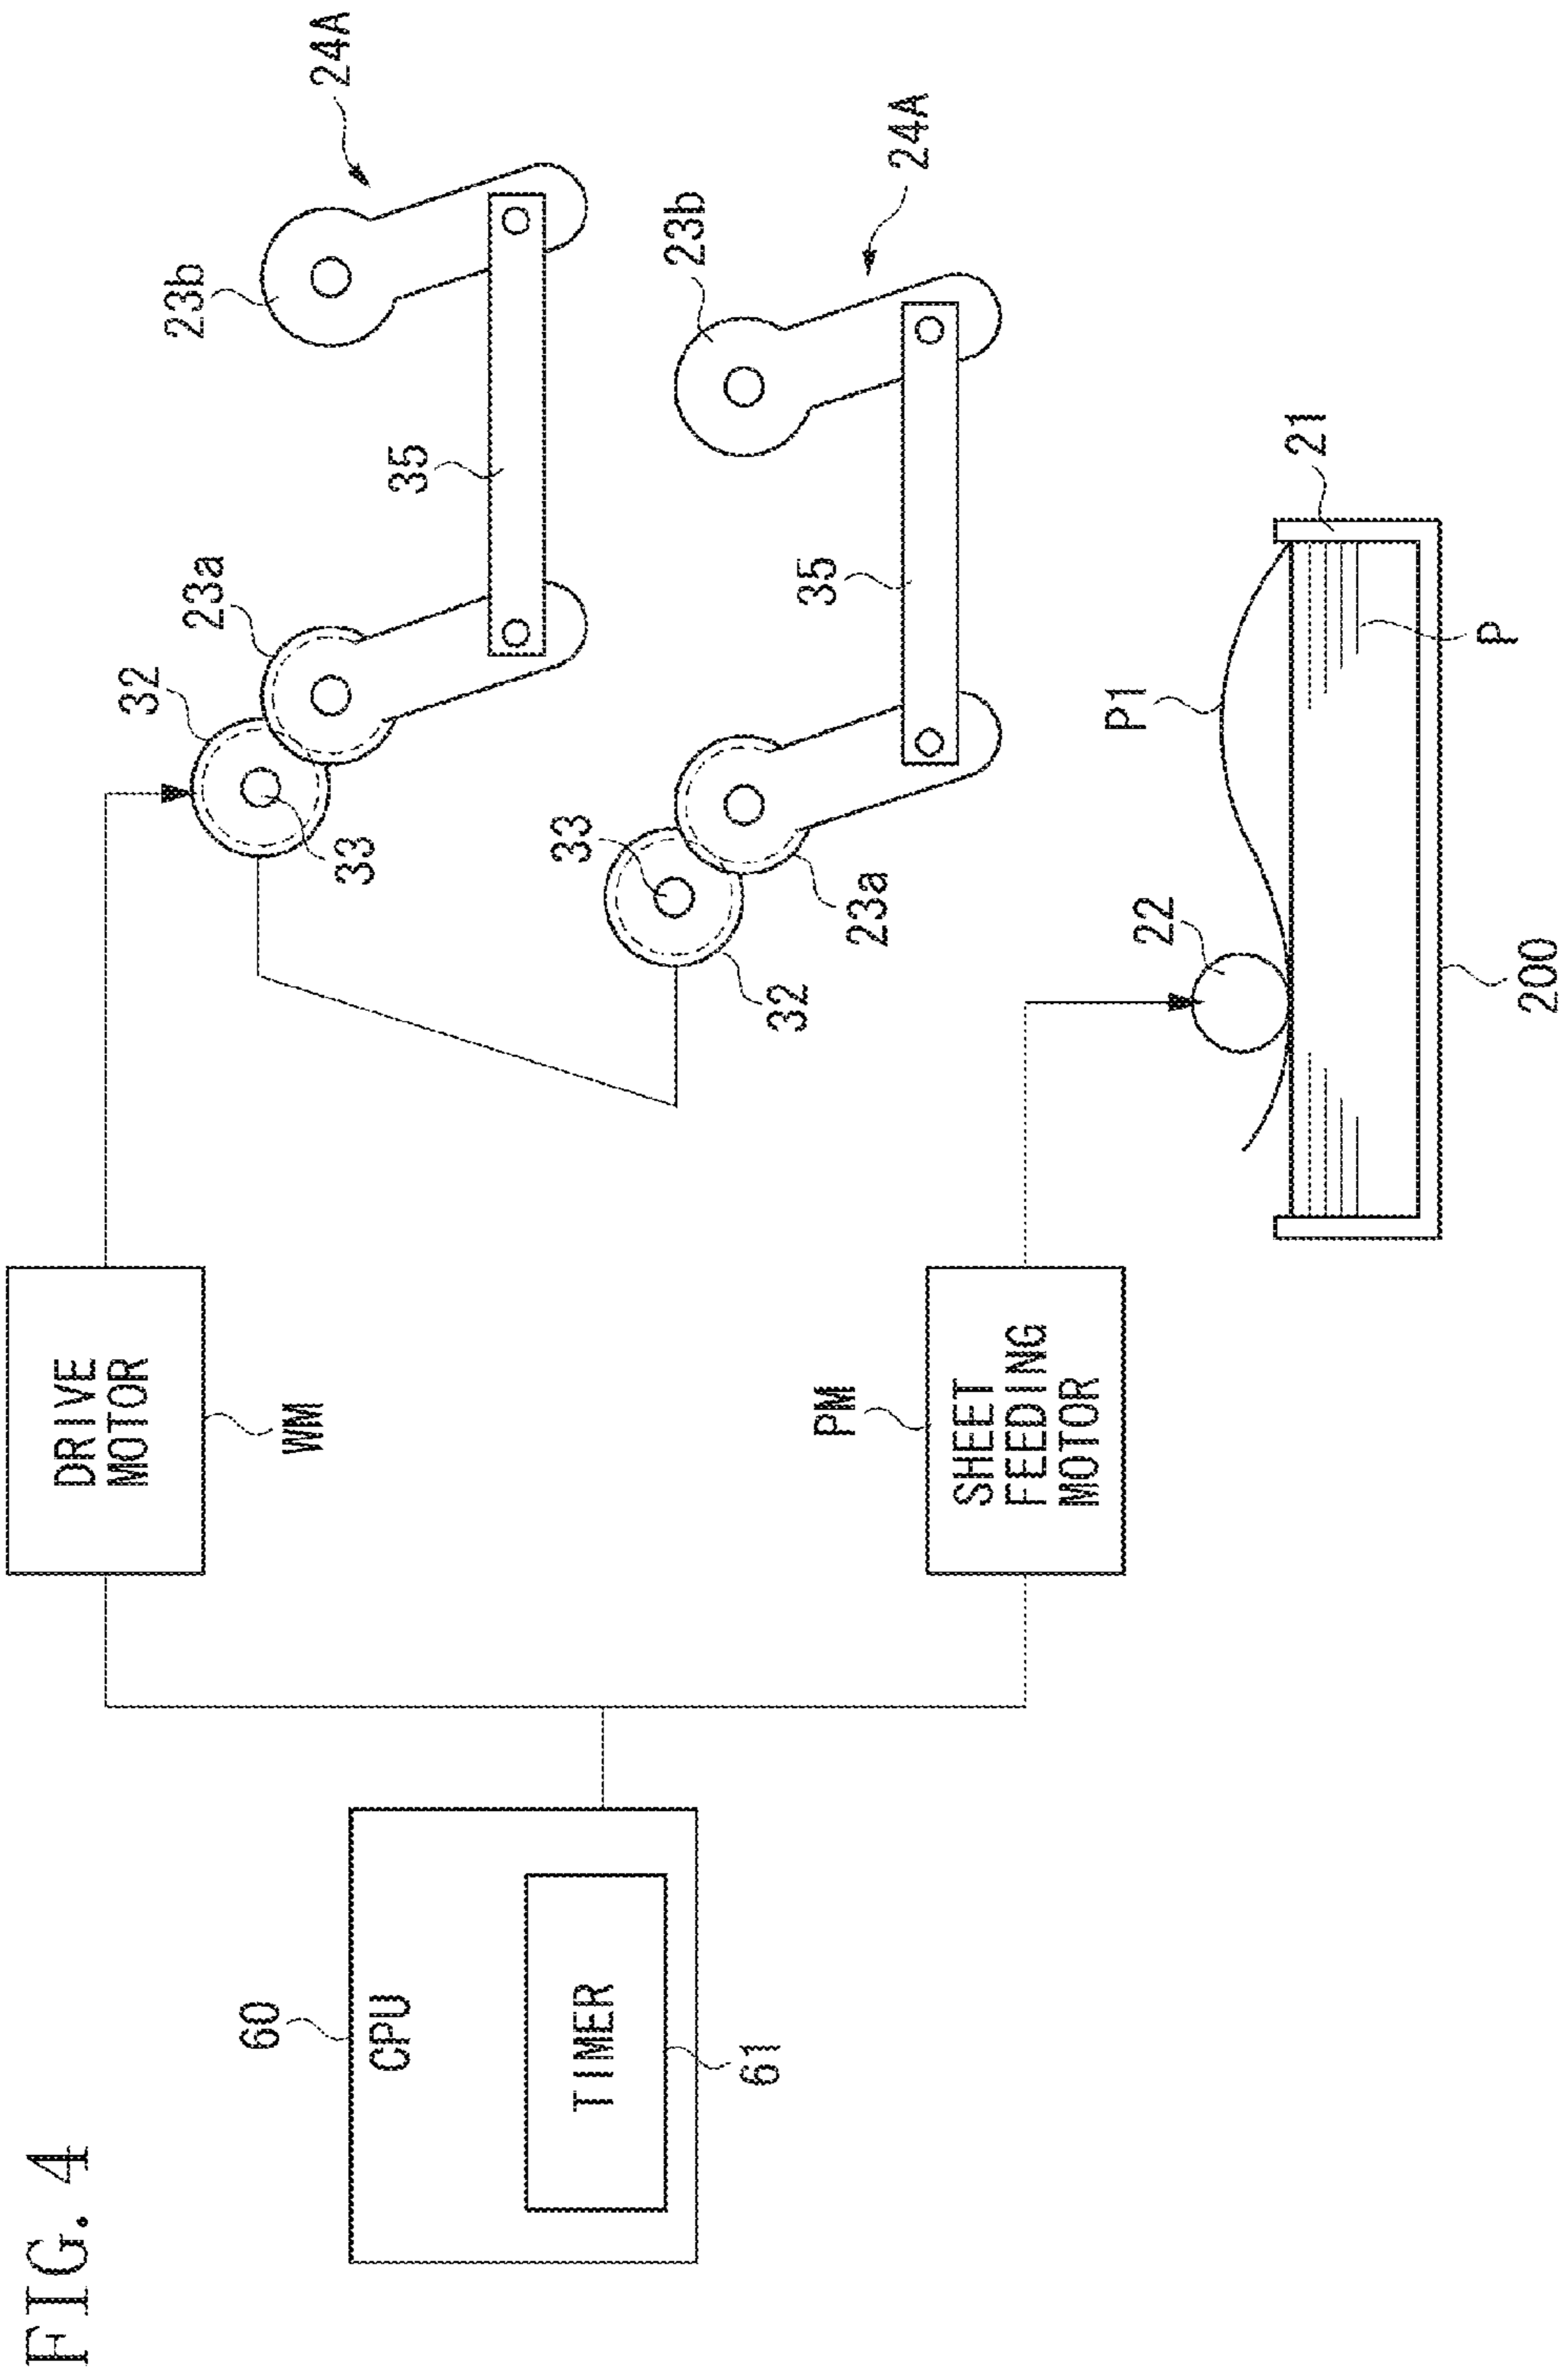 FIG. 4
60
CPU
TIMER
61
DRIVE
MOTOR
WM
PM
SHEET
FEEDING
MOTOR
32
33
23a
35
23b
24A
33
32
23a
35
23b
24A
22
P1
21
P
200